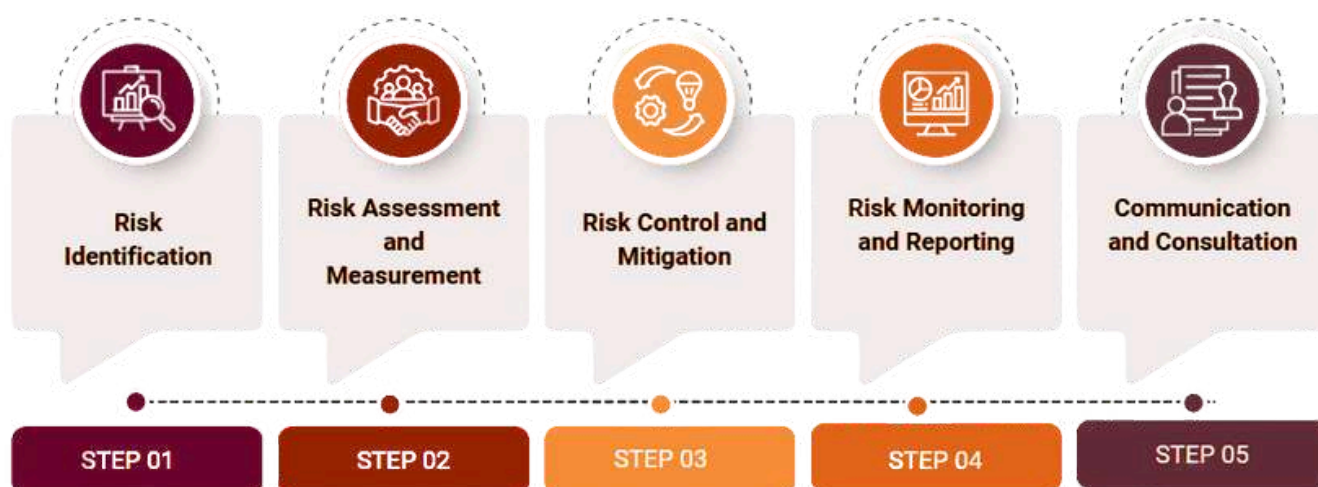 Risk
Identification
Risk Assessment
and
Measurement
Risk Control and
Mitigation
Risk Monitoring
and Reporting
Communication
and Consultation
STEP 01
STEP 02
STEP 03
STEP 04
STEP 05